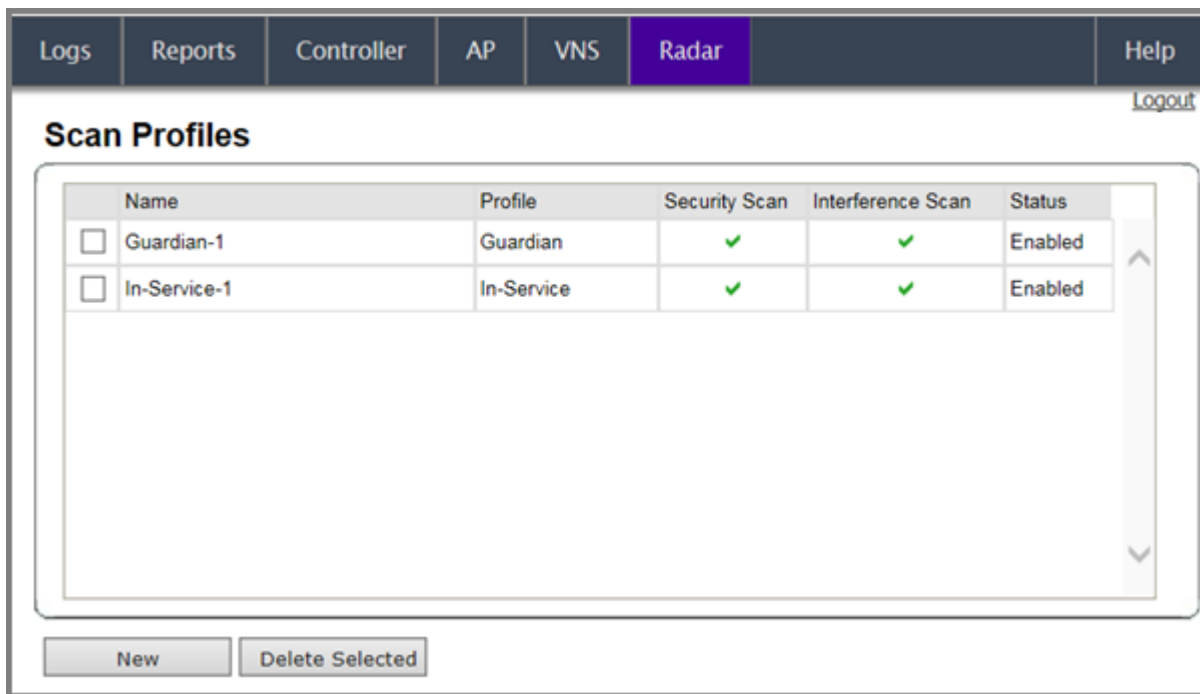 Logs Reports Controller AP VNS Radar Help
Logout
Scan Profiles
Name Profile Security Scan Interference Scan Status
Guardian-1 Guardian Enabled
In-Service-1 In-Service Enabled
New Delete Selected